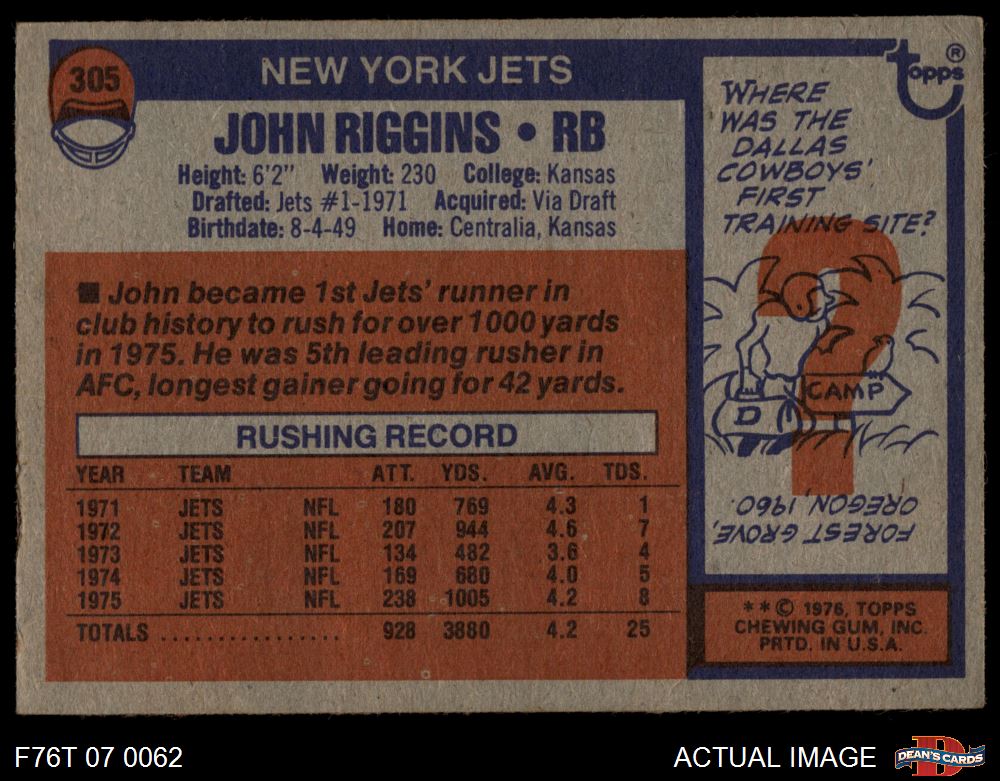 305
NEW YORK JETS
JOHN RIGGINS • RB
Height: 6'2" Weight: 230 College: Kansas
Drafted: Jets #1-1971 Acquired: Via Draft
Birthdate: 8-4-49 Home: Centralia, Kansas
■ John became 1st Jets' runner in
club history to rush for over 1000 yards
in 1975. He was 5th leading rusher in
AFC, longest gainer going for 42 yards.
RUSHING RECORD
YEAR TEAM ATT. YDS. AVG. TDS.
1971 JETS NFL 180 769 4.3 1
1972 JETS NFL 207 944 4.6 7
1973 JETS NFL 134 482 3.6 4
1974 JETS NFL 169 680 4.0 5
1975 JETS NFL 238 1005 4.2 8
TOTALS ................. 928 3880 4.2 25
topps ®
WHERE
WAS THE
DALLAS
COWBOYS'
FIRST
TRAINING SITE?
?
CAMP
D
FOREST GROVE,
OREGON, 1960.
** © 1976, TOPPS
CHEWING GUM, INC.
PRTD. IN U.S.A.
F76T 07 0062
ACTUAL IMAGE
D
DEAN'S CARDS